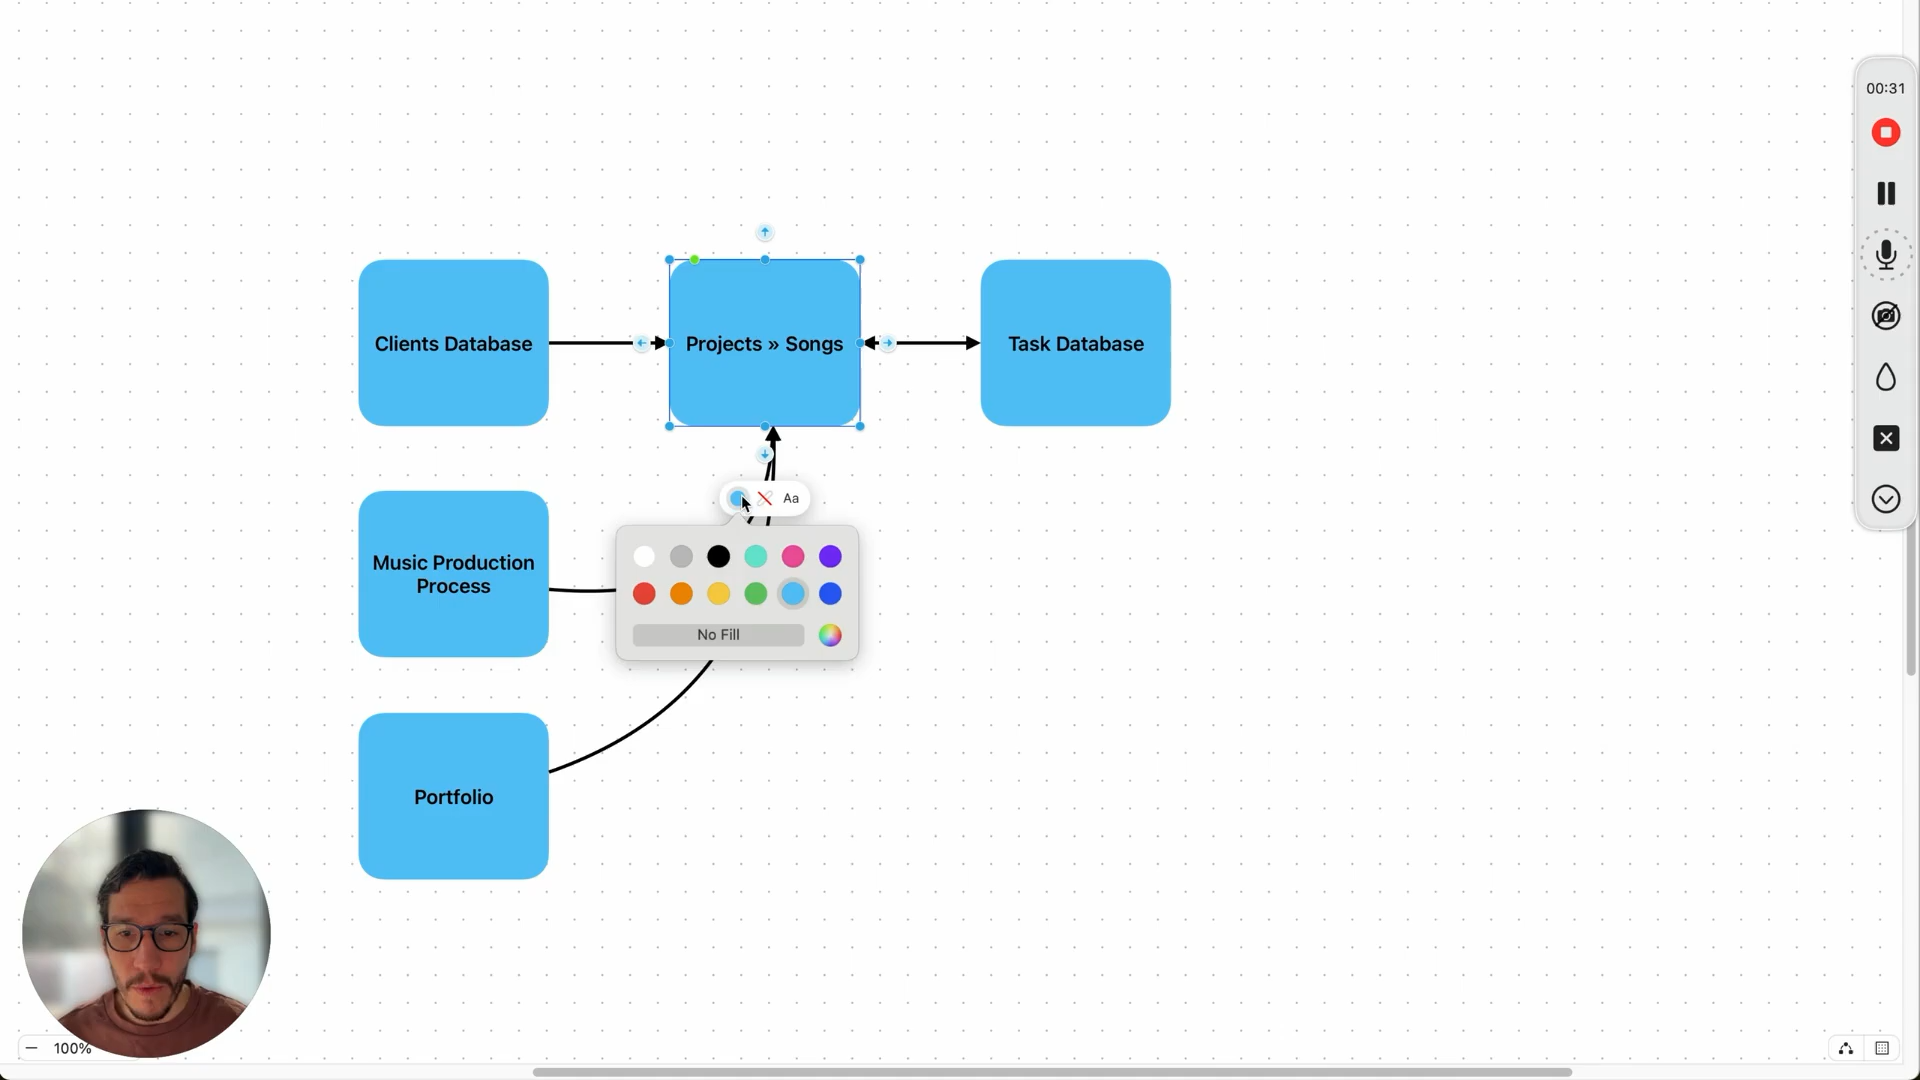 00:31
Clients Database
Projects » Songs
Task Database
Aa
Music Production
Process
No Fill
Portfolio
100%